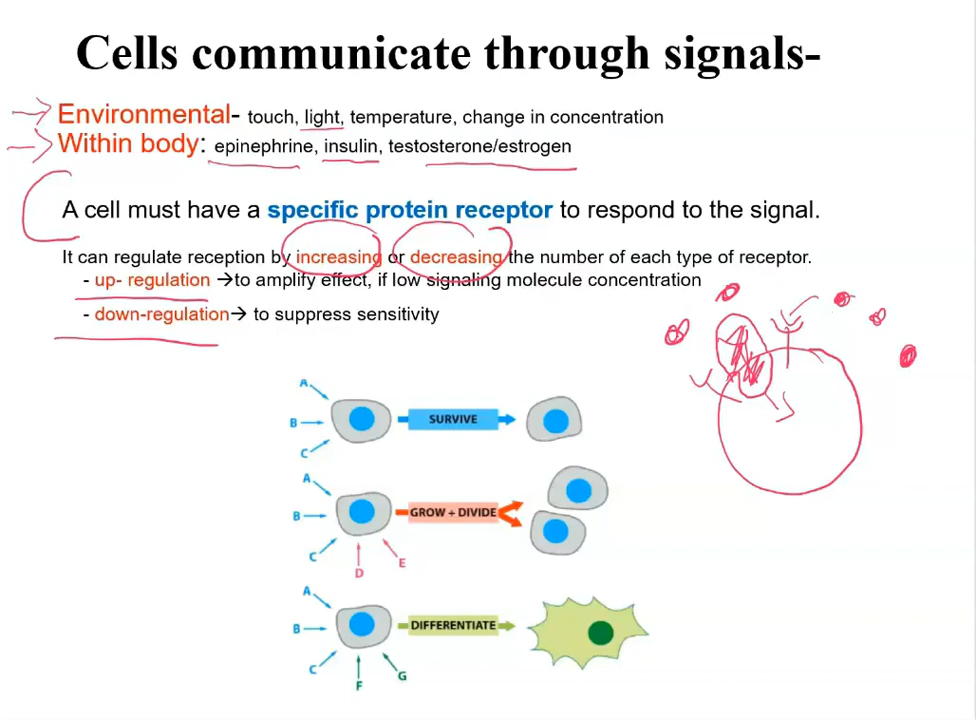 Cells communicate through signals-
Environmental- touch, light, temperature, change in concentration
Within body: epinephrine, insulin, testosterone/estrogen
A cell must have a specific protein receptor to respond to the signal.
It can regulate reception by increasing or decreasing the number of each type of receptor.
- up- regulation →to amplify effect, if low signaling molecule concentration
- down-regulation→ to suppress sensitivity
A
B
SURVIVE
C
A
B
GROW + DIVIDE
C
D
E
A
B
DIFFERENTIATE
C
F
G